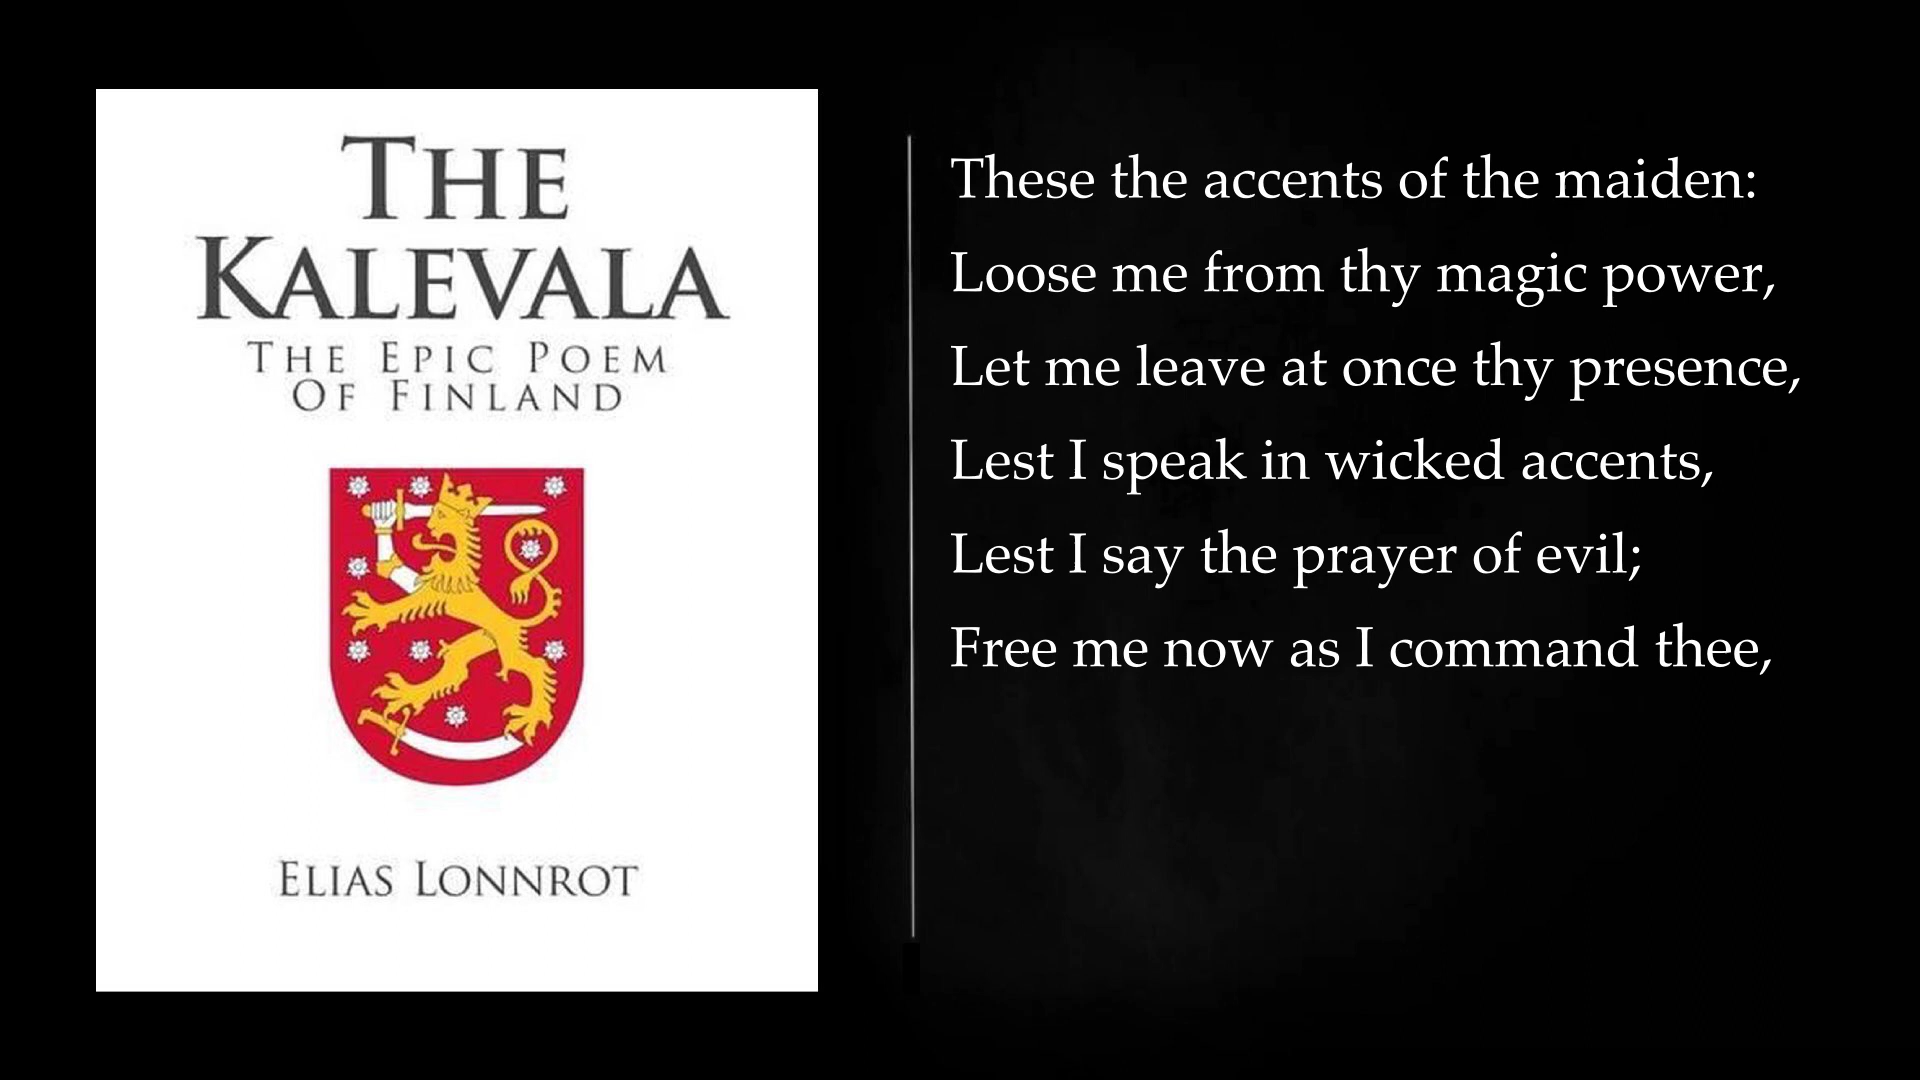 THE
KALEVALA
THE EPIC POEM
OF FINLAND
ELIAS LONNROT
These the accents of the maiden:
Loose me from thy magic power,
Let me leave at once thy presence,
Lest I speak in wicked accents,
Lest I say the prayer of evil;
Free me now as I command thee,